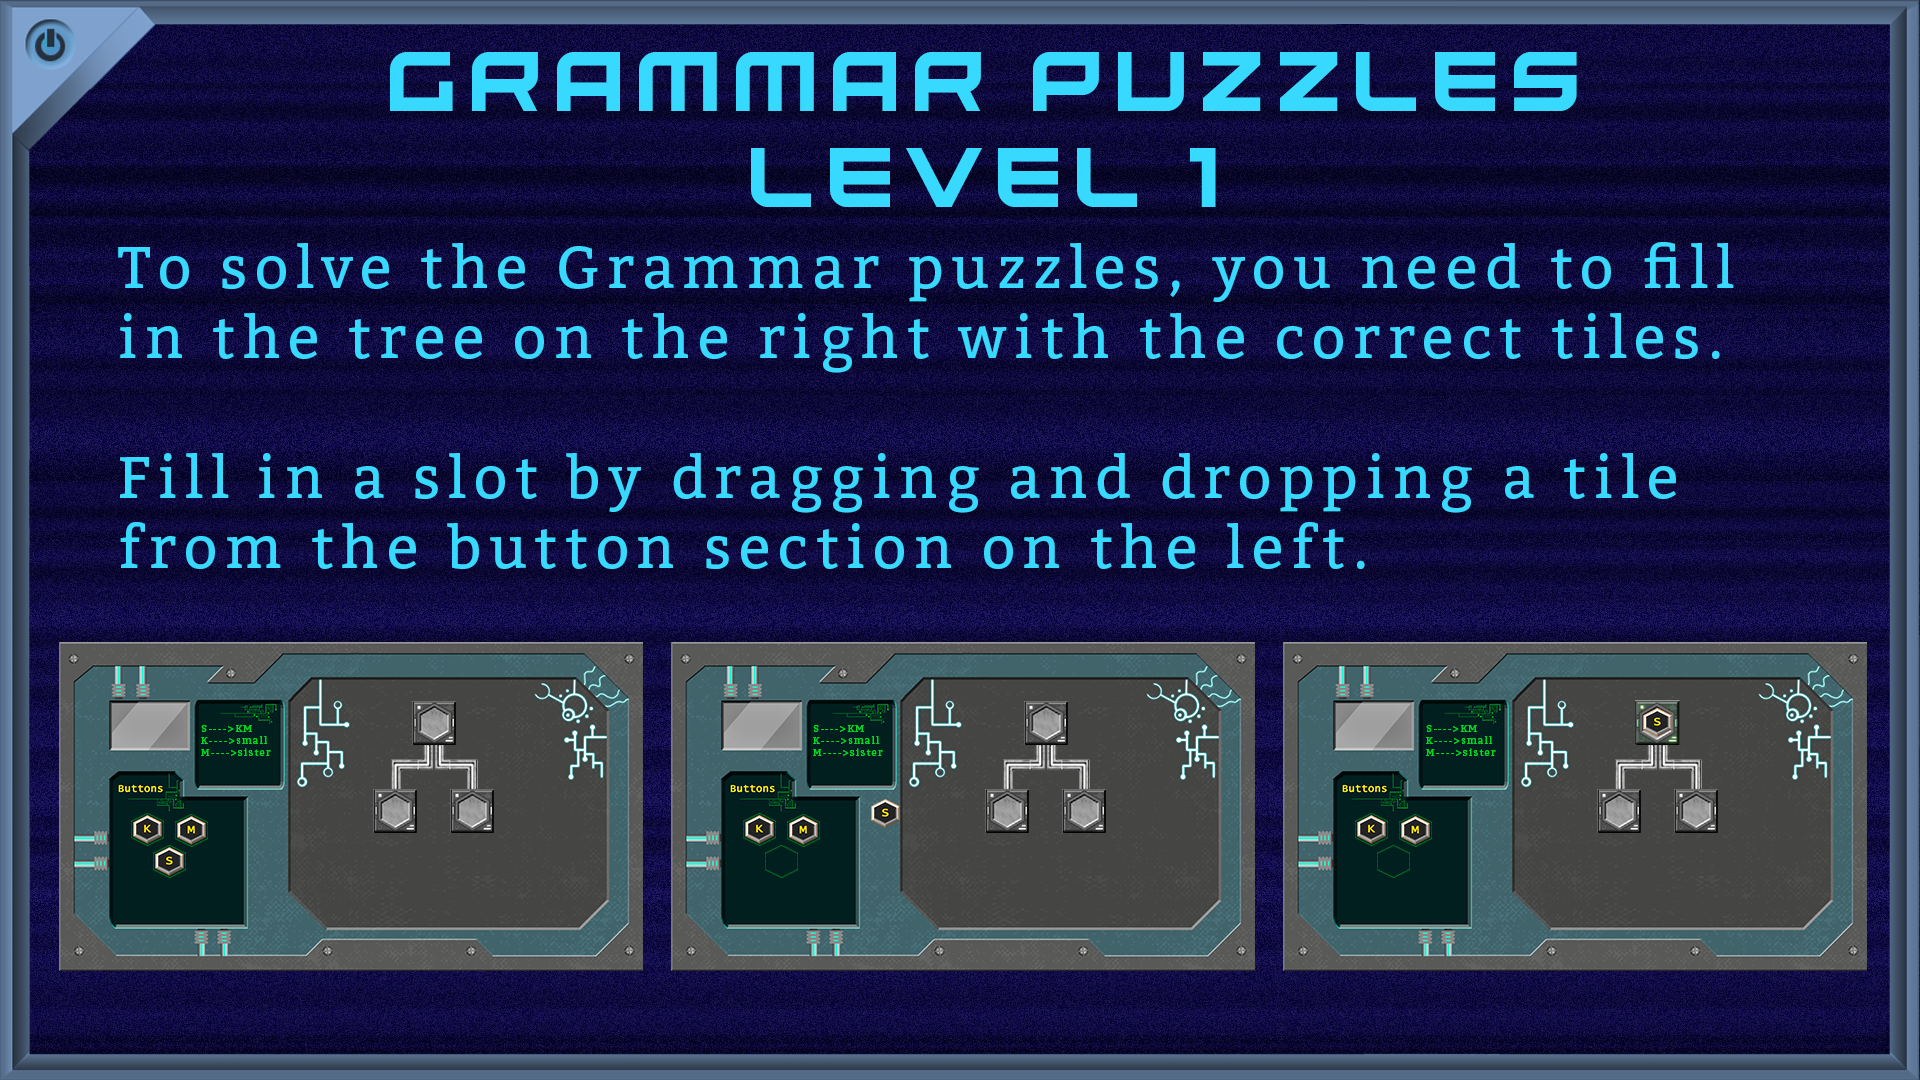 GRAMMAR PUZZLES
LEVEL 1
To solve the Grammar puzzles, you need to fill
in the tree on the right with the correct tiles.
Fill in a slot by dragging and dropping a tile
from the button section on the left.
S---->KM
K---->small
M---->sister
Buttons
K
M
S
S---->KM
K---->small
M---->sister
Buttons
K
M
S
S---->KM
K---->small
M---->sister
Buttons
K
M
S